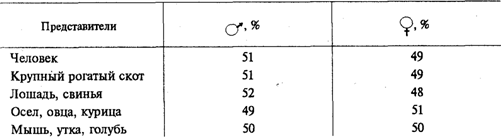 Представители ♂, % ♀, %
Человек 51 49
Крупный рогатый скот 51 49
Лошадь, свинья 52 48
Осел, овца, курица 49 51
Мышь, утка, голубь 50 50